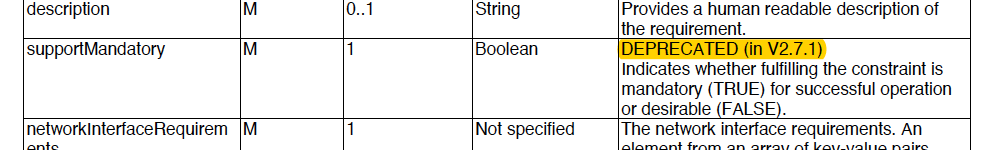 description M 0..1 String Provides a human readable description of
the requirement.
supportMandatory M 1 Boolean DEPRECATED (in V2.7.1)
Indicates whether fulfilling the constraint is
mandatory (TRUE) for successful operation
or desirable (FALSE).
networkInterfaceRequirem M 1 Not specified The network interface requirements. An
ents element from an array of key-value pairs